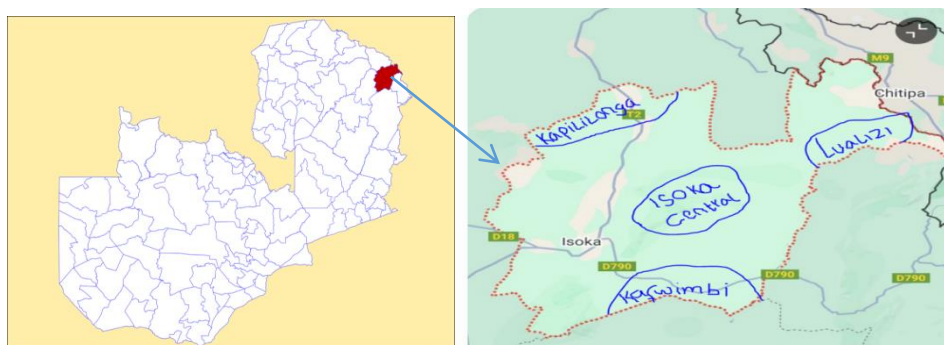 M9
Chitipa
Kapililonga
T2
LUALIZI
ISOKA
Central
D18
Isoka
D790
D790
D790
Kafwimbi